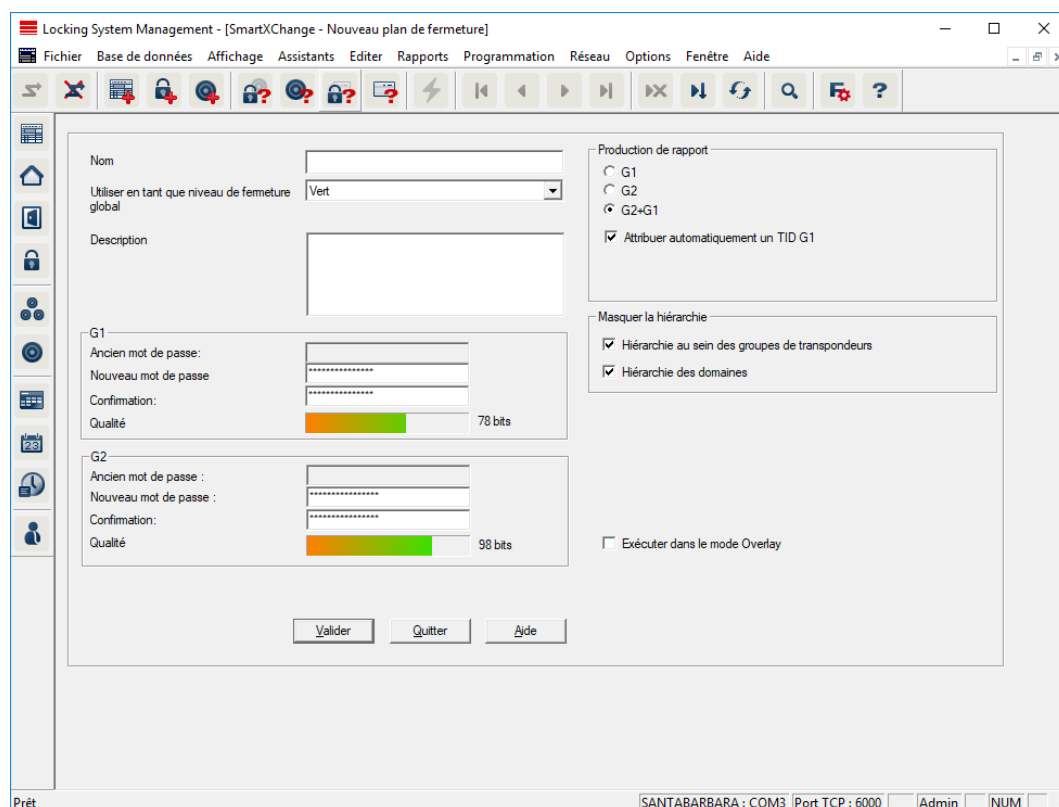 Locking System Management - [SmartXChange - Nouveau plan de fermeture]
Fichier Base de données Affichage Assistants Editer Rapports Programmation Réseau Options Fenêtre Aide
Nom
Utiliser en tant que niveau de fermeture global
Vert
Description
G1
Ancien mot de passe:
Nouveau mot de passe
***************
Confirmation:
***************
Qualité
78 bits
G2
Ancien mot de passe :
Nouveau mot de passe :
****************
Confirmation:
****************
Qualité
98 bits
Valider Quitter Aide
Production de rapport
G1
G2
G2+G1
Attribuer automatiquement un TID G1
Masquer la hiérarchie
Hiérarchie au sein des groupes de transpondeurs
Hiérarchie des domaines
Exécuter dans le mode Overlay
Prêt
SANTABARBARA : COM3 Port TCP : 6000 Admin NUM